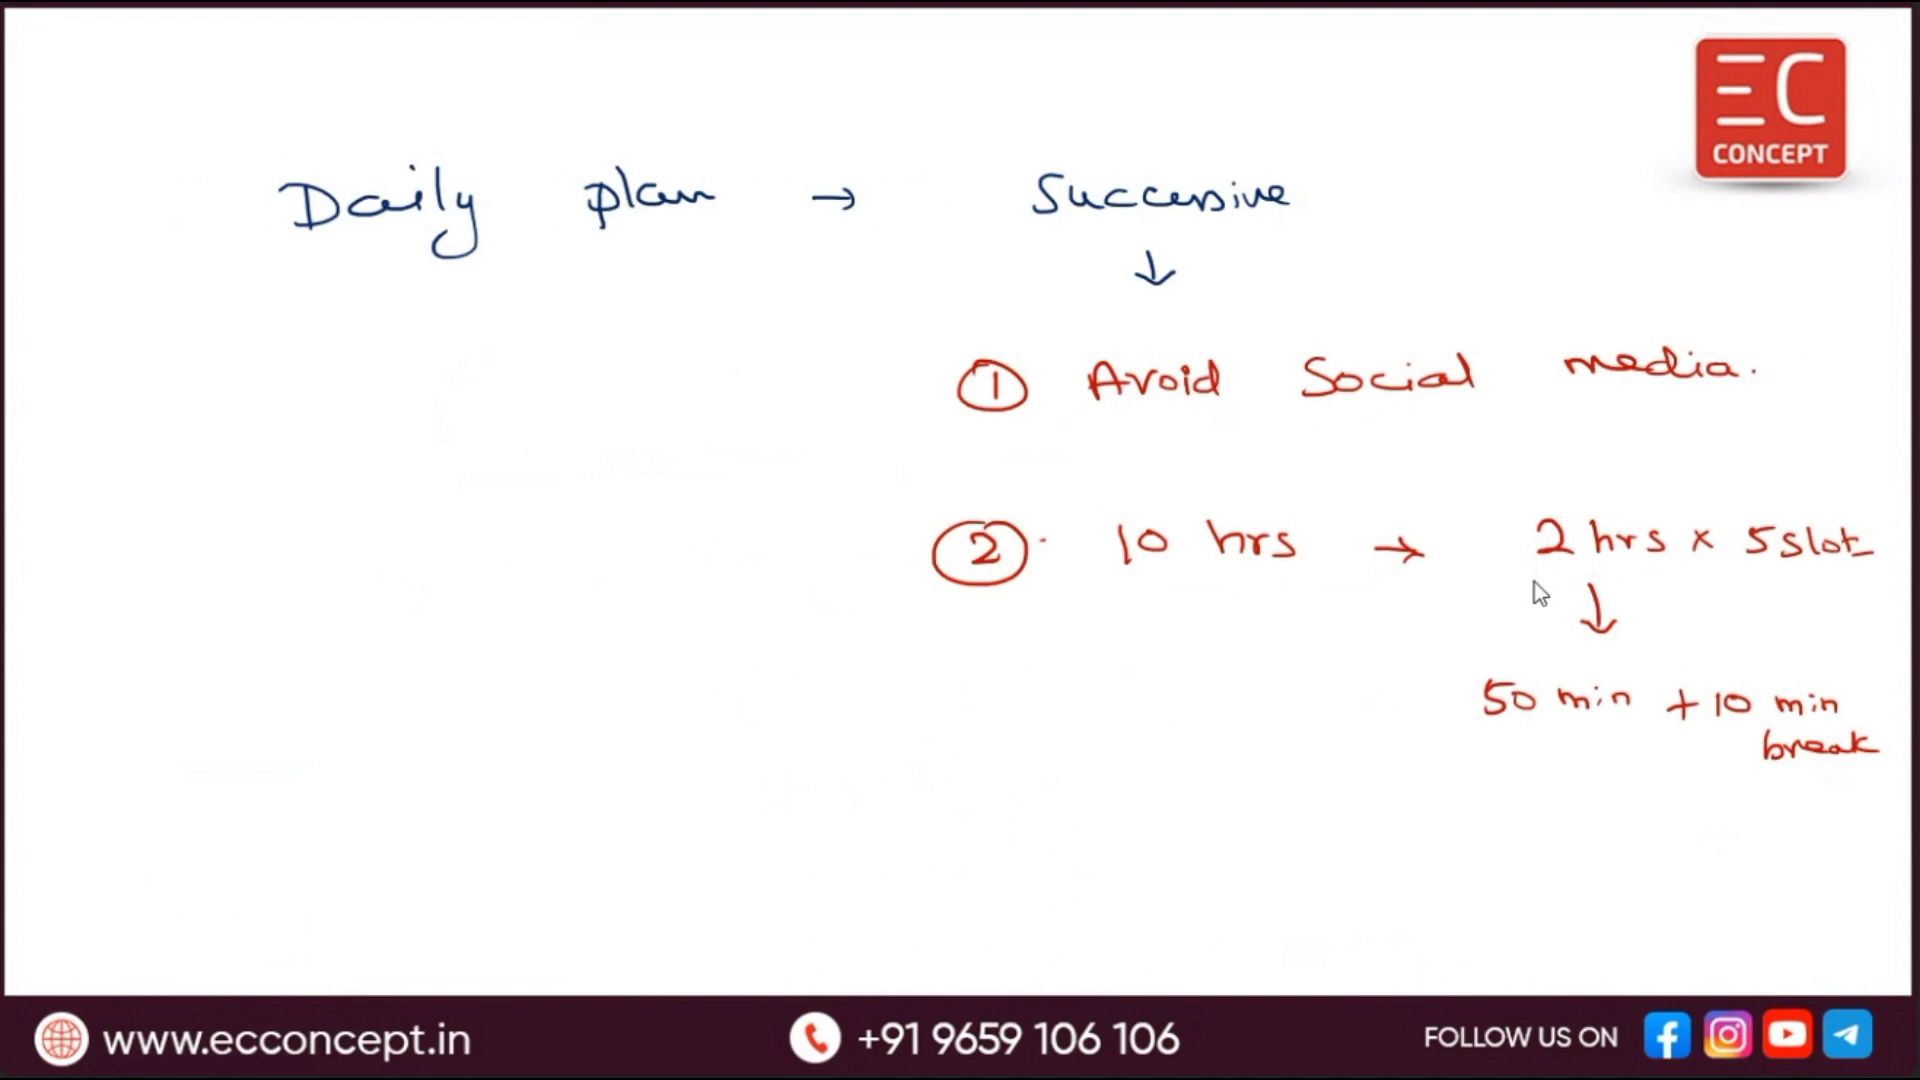 EC
CONCEPT
Daily plan → Successive
↓
① Avoid Social media.
②. 10 hrs → 2 hrs x 5 slot
↓
50 min + 10 min
break
www.ecconcept.in +91 9659 106 106 FOLLOW US ON